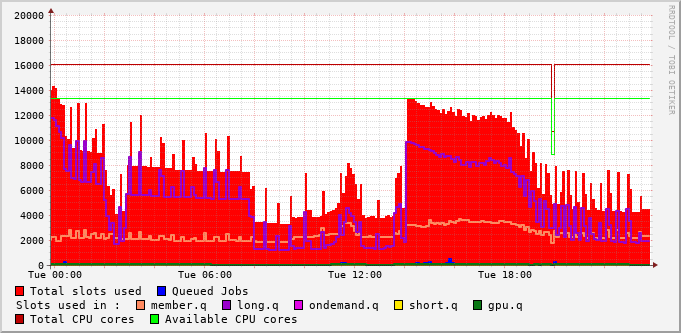 RRDTOOL / TOBI OETIKER
20000
18000
16000
14000
12000
10000
8000
6000
4000
2000
0
Tue 00:00 Tue 06:00 Tue 12:00 Tue 18:00
Total slots used Queued Jobs
Slots used in : member.q long.q ondemand.q short.q gpu.q
Total CPU cores Available CPU cores